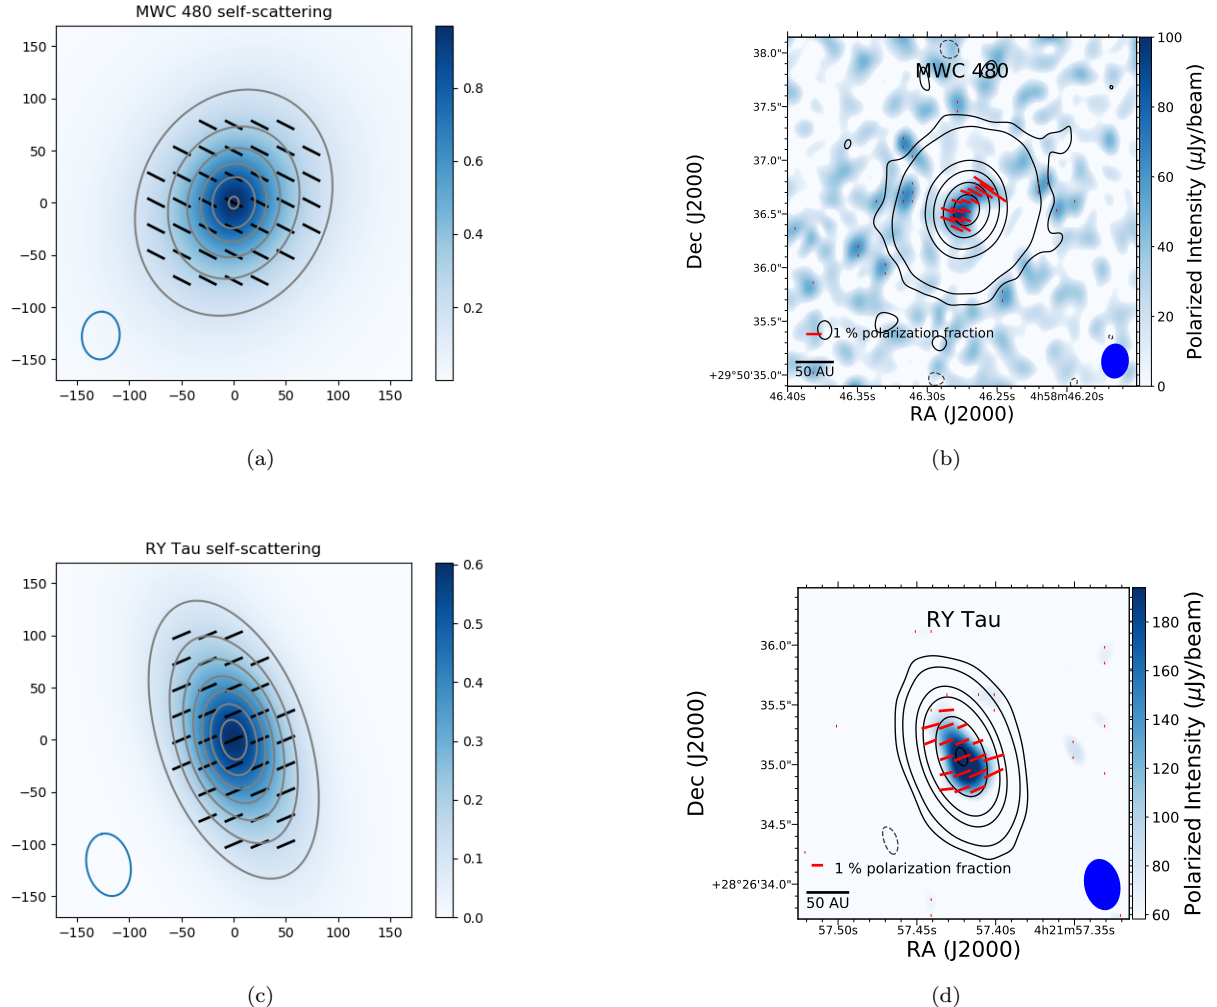 MWC 480 self-scattering
150
100
50
0
−50
−100
−150
−150
−100
−50
0
50
100
150
0.8
0.6
0.4
0.2
(a)
MWC 480
38.0"
37.5"
37.0"
36.5"
36.0"
35.5"
+29°50'35.0"
Dec (J2000)
1 % polarization fraction
50 AU
46.40s
46.35s
46.30s
46.25s
4h58m46.20s
RA (J2000)
100
80
60
40
20
0
Polarized Intensity (μJy/beam)
(b)
RY Tau self-scattering
150
100
50
0
−50
−100
−150
−150
−100
−50
0
50
100
150
0.6
0.5
0.4
0.3
0.2
0.1
0.0
(c)
RY Tau
36.0"
35.5"
35.0"
34.5"
+28°26'34.0"
Dec (J2000)
1 % polarization fraction
50 AU
57.50s
57.45s
57.40s
4h21m57.35s
RA (J2000)
180
160
140
120
100
80
60
Polarized Intensity (μJy/beam)
(d)